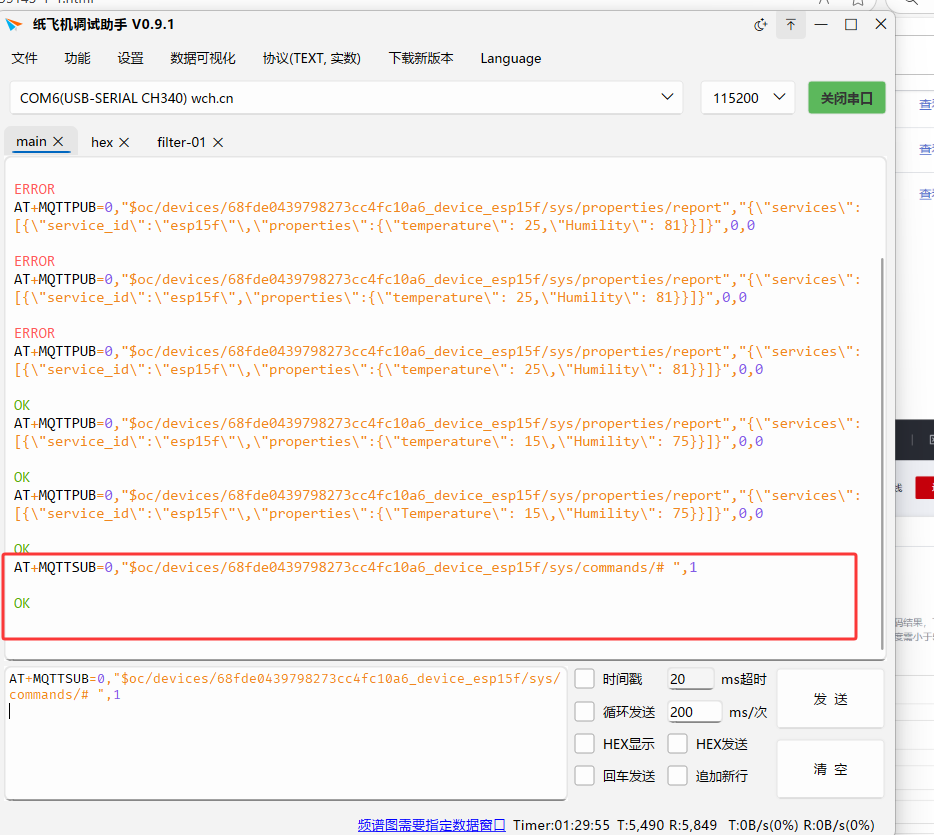 纸飞机调试助手 V0.9.1
文件 功能 设置 数据可视化 协议(TEXT, 实数) 下载新版本 Language
COM6(USB-SERIAL CH340) wch.cn 115200 关闭串口
main hex filter-01
ERROR
AT+MQTTPUB=0,"$oc/devices/68fde0439798273cc4fc10a6_device_esp15f/sys/properties/report","{\"services\":
[{\"service_id\":\"esp15f\"\,\"properties\":{\"temperature\": 25,\"Humility\": 81}}]}",0,0
ERROR
AT+MQTTPUB=0,"$oc/devices/68fde0439798273cc4fc10a6_device_esp15f/sys/properties/report","{\"services\":
[{\"service_id\":\"esp15f\",\"properties\":{\"temperature\": 25,\"Humility\": 81}}]}",0,0
ERROR
AT+MQTTPUB=0,"$oc/devices/68fde0439798273cc4fc10a6_device_esp15f/sys/properties/report","{\"services\":
[{\"service_id\":\"esp15f\"\,\"properties\":{\"temperature\": 25\,\"Humility\": 81}}]}",0,0
OK
AT+MQTTPUB=0,"$oc/devices/68fde0439798273cc4fc10a6_device_esp15f/sys/properties/report","{\"services\":
[{\"service_id\":\"esp15f\"\,\"properties\":{\"temperature\": 15\,\"Humility\": 75}}]}",0,0
OK
AT+MQTTPUB=0,"$oc/devices/68fde0439798273cc4fc10a6_device_esp15f/sys/properties/report","{\"services\":
[{\"service_id\":\"esp15f\"\,\"properties\":{\"Temperature\": 15\,\"Humility\": 75}}]}",0,0
OK
AT+MQTTSUB=0,"$oc/devices/68fde0439798273cc4fc10a6_device_esp15f/sys/commands/# ",1
OK
AT+MQTTSUB=0,"$oc/devices/68fde0439798273cc4fc10a6_device_esp15f/sys/
commands/# ",1
时间戳 20 ms超时
循环发送 200 ms/次
HEX显示 HEX发送
回车发送 追加新行
发 送
清 空
频谱图需要指定数据窗口 Timer:01:29:55 T:5,490 R:5,849 T:0B/s(0%) R:0B/s(0%)